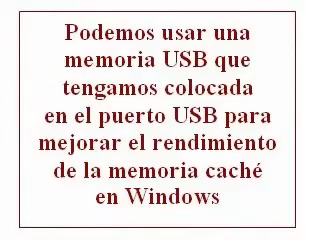 Podemos usar una
memoria USB que
tengamos colocada
en el puerto USB para
mejorar el rendimiento
de la memoria caché
en Windows